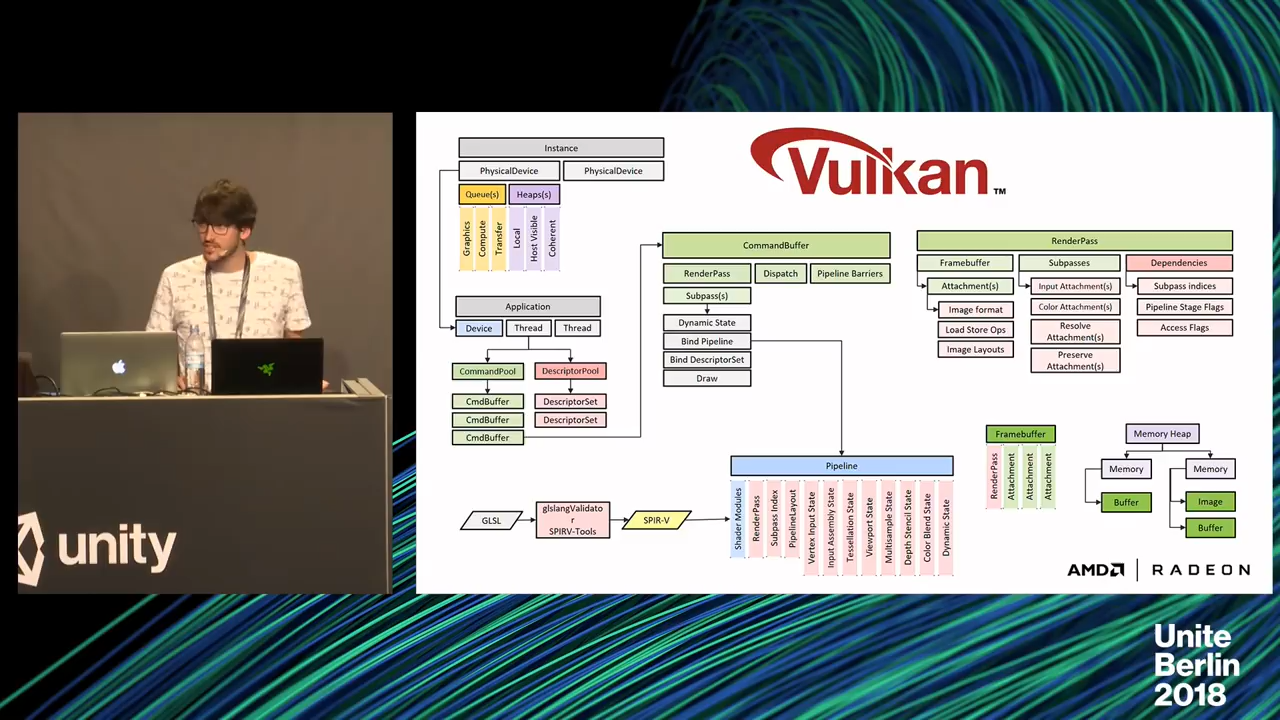 Instance
PhysicalDevice
PhysicalDevice
Queue(s)
Heaps(s)
Graphics
Compute
Transfer
Local
Host Visible
Coherent
Application
Device
Thread
Thread
CommandPool
DescriptorPool
CmdBuffer
DescriptorSet
CmdBuffer
DescriptorSet
CmdBuffer
GLSL
glslangValidato
r
SPIRV-Tools
SPIR-V
Vulkan™
CommandBuffer
RenderPass
Dispatch
Pipeline Barriers
Subpass(s)
Dynamic State
Bind Pipeline
Bind DescriptorSet
Draw
Pipeline
Shader Modules
RenderPass
Subpass Index
PipelineLayout
Vertex Input State
Input Assembly State
Tessellation State
Viewport State
Multisample State
Depth Stencil State
Color Blend State
Dynamic State
RenderPass
Framebuffer
Subpasses
Dependencies
Attachment(s)
Input Attachment(s)
Subpass indices
Image format
Color Attachment(s)
Pipeline Stage Flags
Load Store Ops
Resolve
Attachment(s)
Access Flags
Image Layouts
Preserve
Attachment(s)
Framebuffer
RenderPass
Attachment
Attachment
Attachment
Memory Heap
Memory
Memory
Buffer
Image
Buffer
AMD RADEON
unity
Unite
Berlin
2018